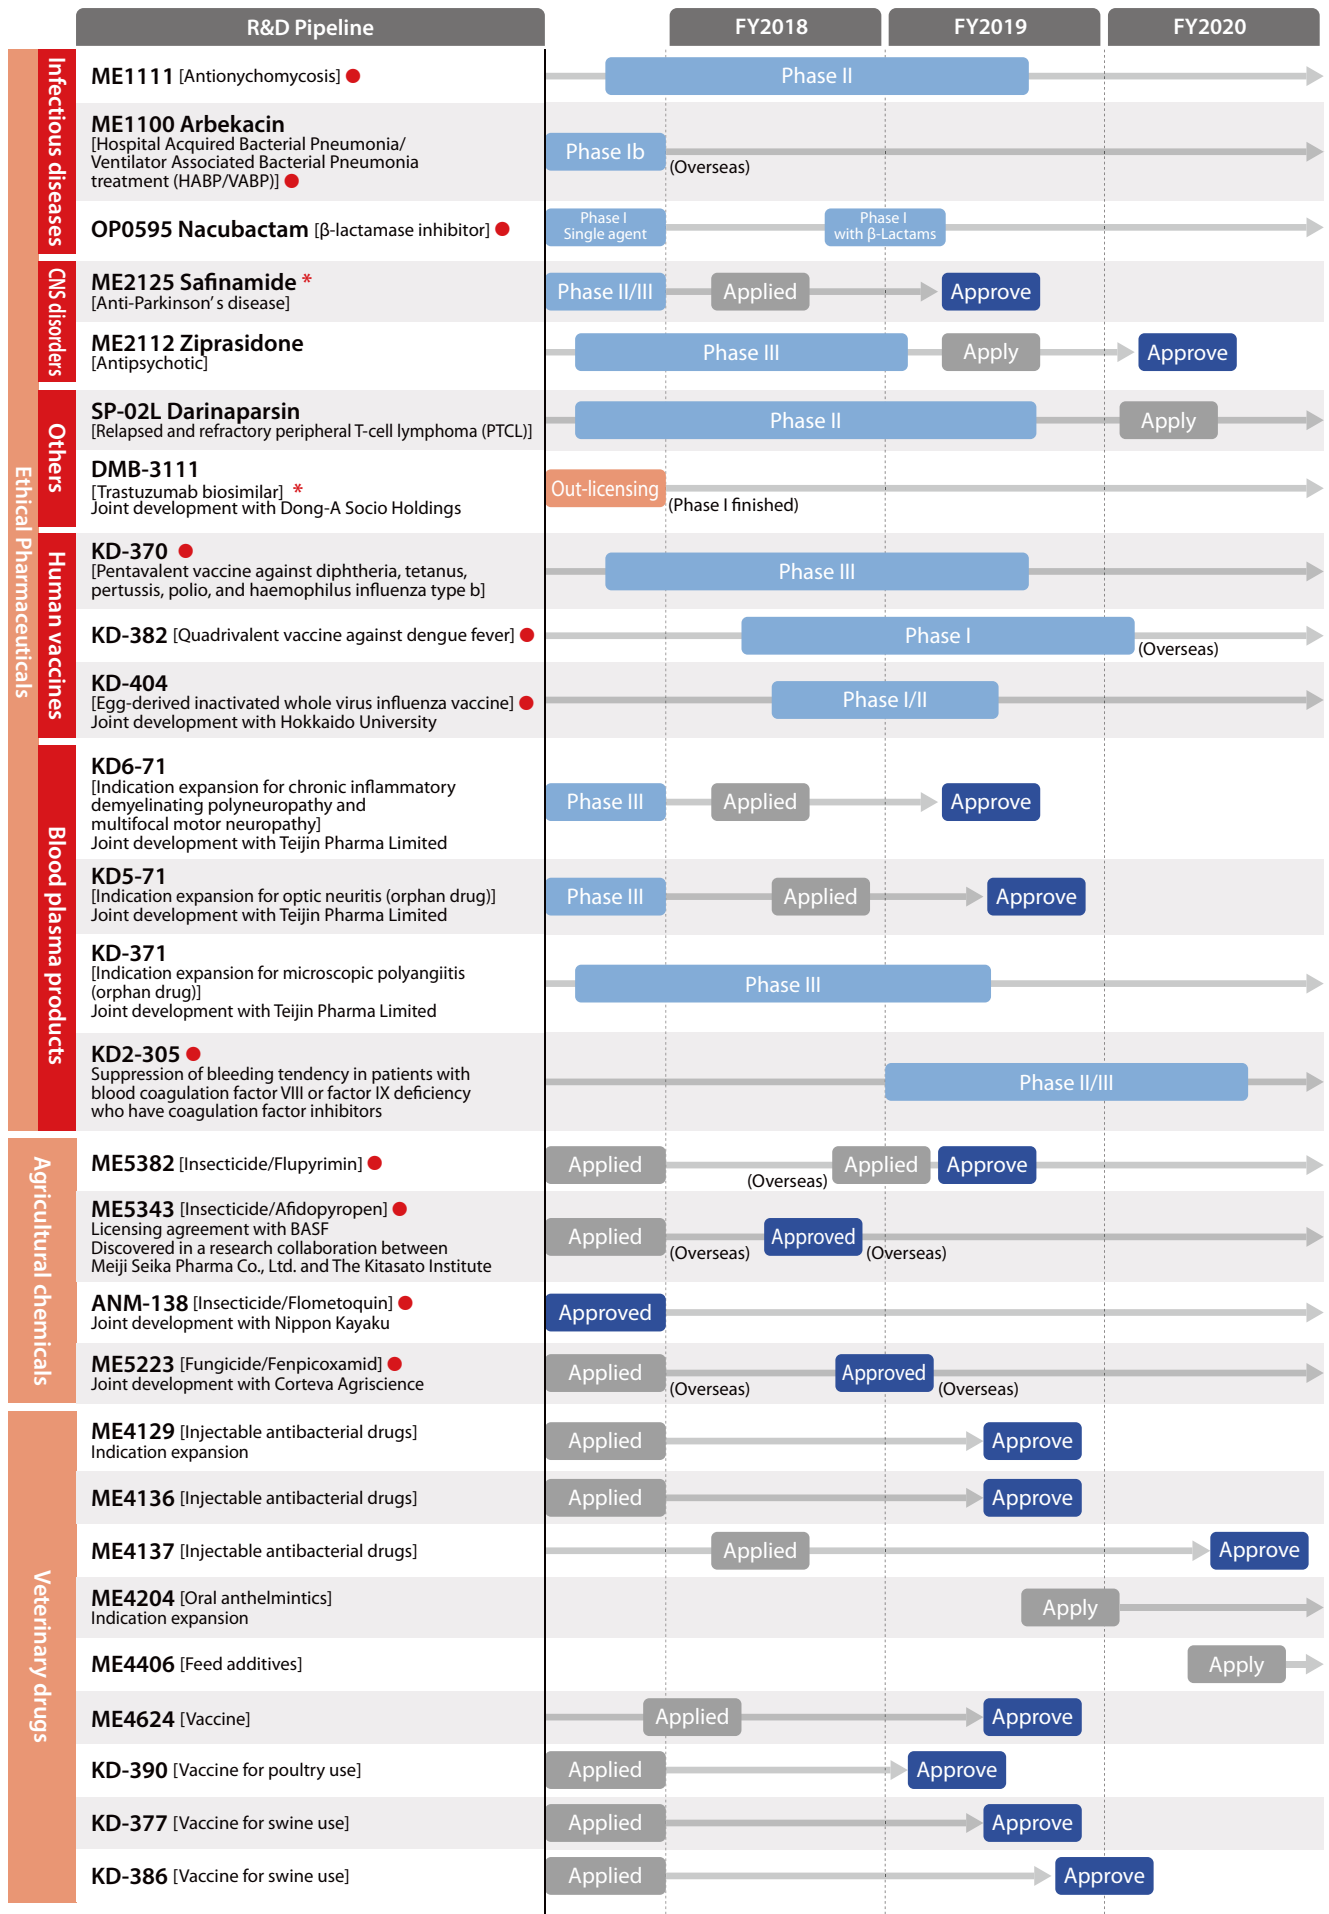 R&D Pipeline
FY2018
FY2019
FY2020
Ethical Pharmaceuticals
Infectious diseases
ME1111 [Antionychomycosis] ●
Phase II
ME1100 Arbekacin
[Hospital Acquired Bacterial Pneumonia/
Ventilator Associated Bacterial Pneumonia
treatment (HABP/VABP)] ●
Phase Ib
(Overseas)
OP0595 Nacubactam [β-lactamase inhibitor] ●
Phase I
Single agent
Phase I
with β-Lactams
CNS disorders
ME2125 Safinamide *
[Anti-Parkinson's disease]
Phase II/III
Applied
Approve
ME2112 Ziprasidone
[Antipsychotic]
Phase III
Apply
Approve
Others
SP-02L Darinaparsin
[Relapsed and refractory peripheral T-cell lymphoma (PTCL)]
Phase II
Apply
DMB-3111
[Trastuzumab biosimilar] *
Joint development with Dong-A Socio Holdings
Out-licensing
(Phase I finished)
Human vaccines
KD-370 ●
[Pentavalent vaccine against diphtheria, tetanus,
pertussis, polio, and haemophilus influenza type b]
Phase III
KD-382 [Quadrivalent vaccine against dengue fever] ●
Phase I
(Overseas)
KD-404
[Egg-derived inactivated whole virus influenza vaccine] ●
Joint development with Hokkaido University
Phase I/II
Blood plasma products
KD6-71
[Indication expansion for chronic inflammatory
demyelinating polyneuropathy and
multifocal motor neuropathy]
Joint development with Teijin Pharma Limited
Phase III
Applied
Approve
KD5-71
[Indication expansion for optic neuritis (orphan drug)]
Joint development with Teijin Pharma Limited
Phase III
Applied
Approve
KD-371
[Indication expansion for microscopic polyangiitis
(orphan drug)]
Joint development with Teijin Pharma Limited
Phase III
KD2-305 ●
Suppression of bleeding tendency in patients with
blood coagulation factor VIII or factor IX deficiency
who have coagulation factor inhibitors
Phase II/III
Agricultural chemicals
ME5382 [Insecticide/Flupyrimin] ●
Applied
(Overseas)
Applied
Approve
ME5343 [Insecticide/Afidopyropen] ●
Licensing agreement with BASF
Discovered in a research collaboration between
Meiji Seika Pharma Co., Ltd. and The Kitasato Institute
Applied
(Overseas)
Approved
(Overseas)
ANM-138 [Insecticide/Flometoquin] ●
Joint development with Nippon Kayaku
Approved
ME5223 [Fungicide/Fenpicoxamid] ●
Joint development with Corteva Agriscience
Applied
(Overseas)
Approved
(Overseas)
Veterinary drugs
ME4129 [Injectable antibacterial drugs]
Indication expansion
Applied
Approve
ME4136 [Injectable antibacterial drugs]
Applied
Approve
ME4137 [Injectable antibacterial drugs]
Applied
Approve
ME4204 [Oral anthelmintics]
Indication expansion
Apply
ME4406 [Feed additives]
Apply
ME4624 [Vaccine]
Applied
Approve
KD-390 [Vaccine for poultry use]
Applied
Approve
KD-377 [Vaccine for swine use]
Applied
Approve
KD-386 [Vaccine for swine use]
Applied
Approve